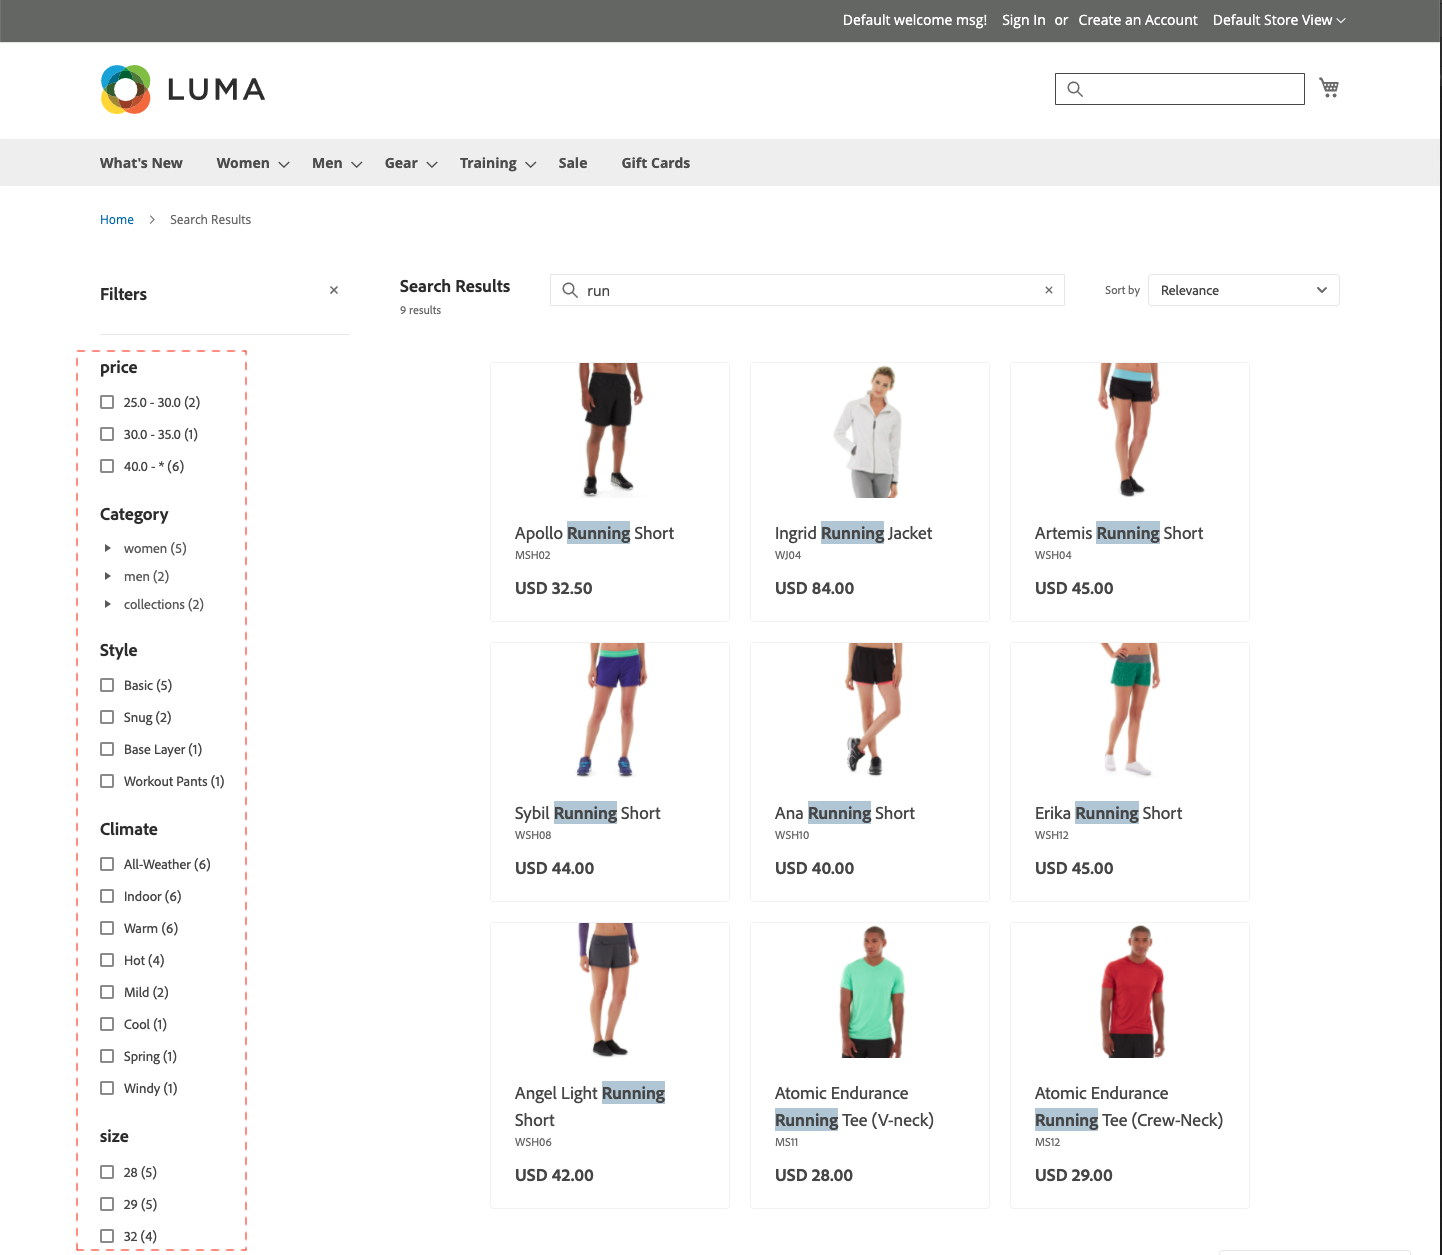 Default welcome msg! Sign In or Create an Account Default Store View
LUMA
What's New Women Men Gear Training Sale Gift Cards
Home Search Results
Filters
Search Results
9 results
run
Sort by Relevance
price
25.0 - 30.0 (2)
30.0 - 35.0 (1)
40.0 - * (6)
Category
women (5)
men (2)
collections (2)
Style
Basic (5)
Snug (2)
Base Layer (1)
Workout Pants (1)
Climate
All-Weather (6)
Indoor (6)
Warm (6)
Hot (4)
Mild (2)
Cool (1)
Spring (1)
Windy (1)
size
28 (5)
29 (5)
32 (4)
Apollo Running Short
MSH02
USD 32.50
Ingrid Running Jacket
WJ04
USD 84.00
Artemis Running Short
WSH04
USD 45.00
Sybil Running Short
WSH08
USD 44.00
Ana Running Short
WSH10
USD 40.00
Erika Running Short
WSH12
USD 45.00
Angel Light Running
Short
WSH06
USD 42.00
Atomic Endurance
Running Tee (V-neck)
MS11
USD 28.00
Atomic Endurance
Running Tee (Crew-Neck)
MS12
USD 29.00